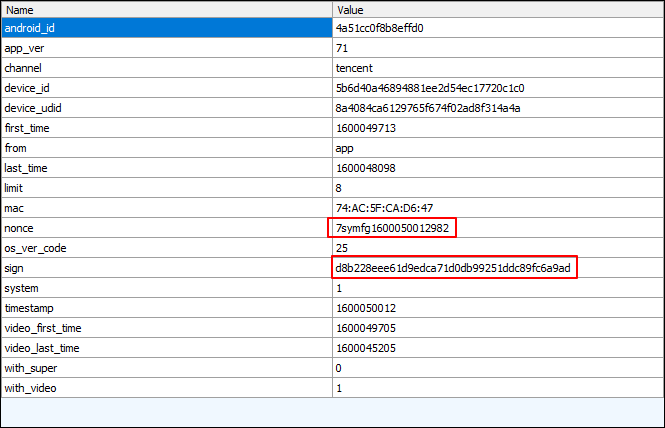 Name Value
android_id 4a51cc0f8b8effd0
app_ver 71
channel tencent
device_id 5b6d40a46894881ee2d54ec17720c1c0
device_udid 8a4084ca6129765f674f02ad8f314a4a
first_time 1600049713
from app
last_time 1600048098
limit 8
mac 74:AC:5F:CA:D6:47
nonce 7symfg1600050012982
os_ver_code 25
sign d8b228eee61d9edca71d0db99251ddc89fc6a9ad
system 1
timestamp 1600050012
video_first_time 1600049705
video_last_time 1600045205
with_super 0
with_video 1